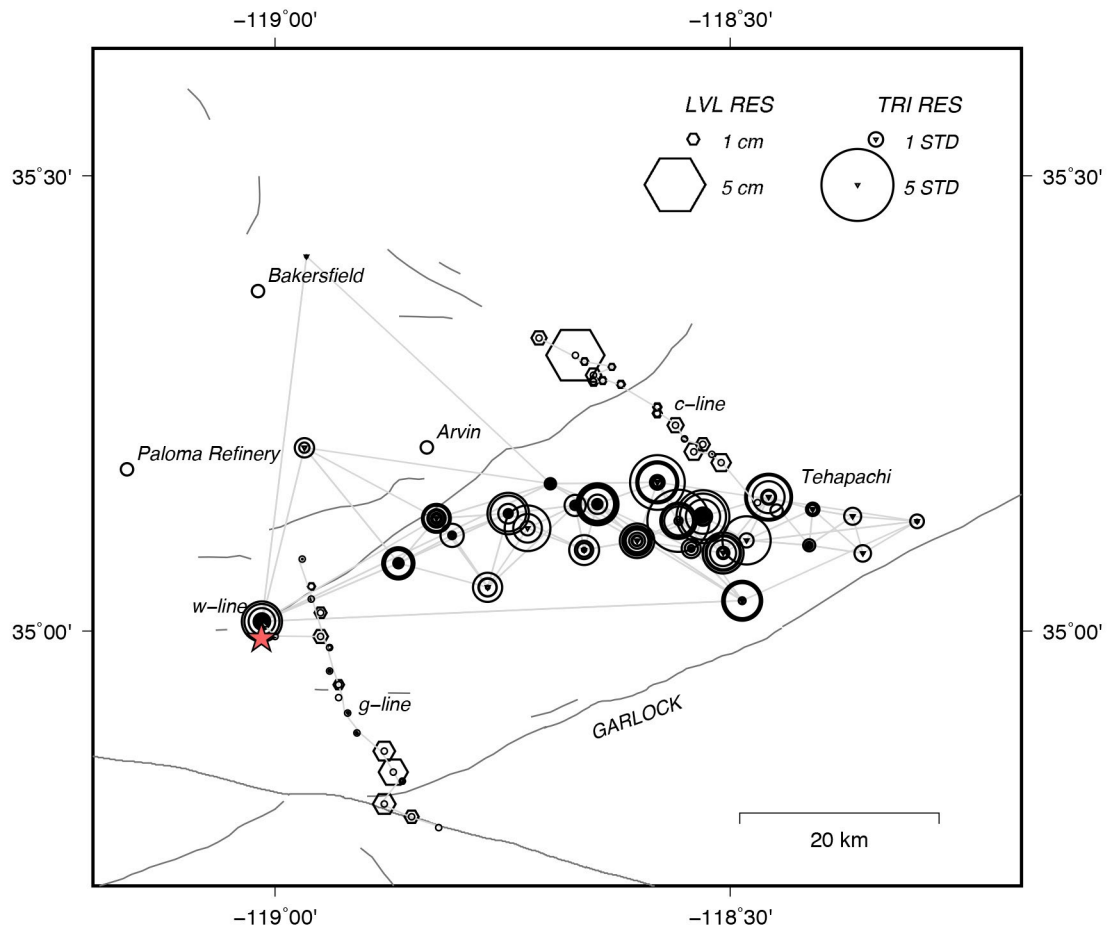 −119˚00' −118˚30'
LVL RES TRI RES
1 cm 1 STD
35˚30' 35˚30'
5 cm 5 STD
Bakersfield
c−line
Arvin
Paloma Refinery
Tehapachi
w−line
35˚00' 35˚00'
g−line
GARLOCK
20 km
−119˚00' −118˚30'